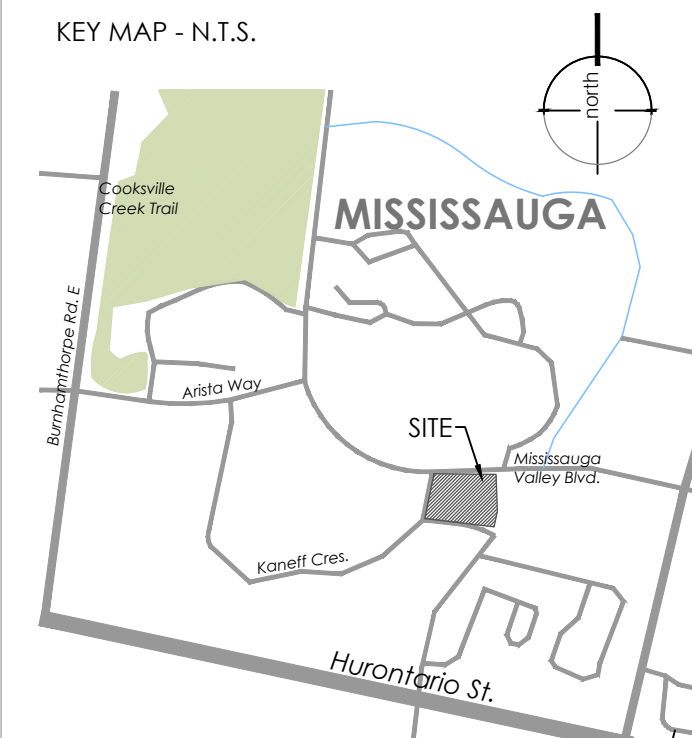 KEY MAP - N.T.S.
north
Cooksville
Creek Trail
MISSISSAUGA
Burnhamthorpe Rd. E
Arista Way
SITE
Mississauga
Valley Blvd.
Kaneff Cres.
Hurontario St.